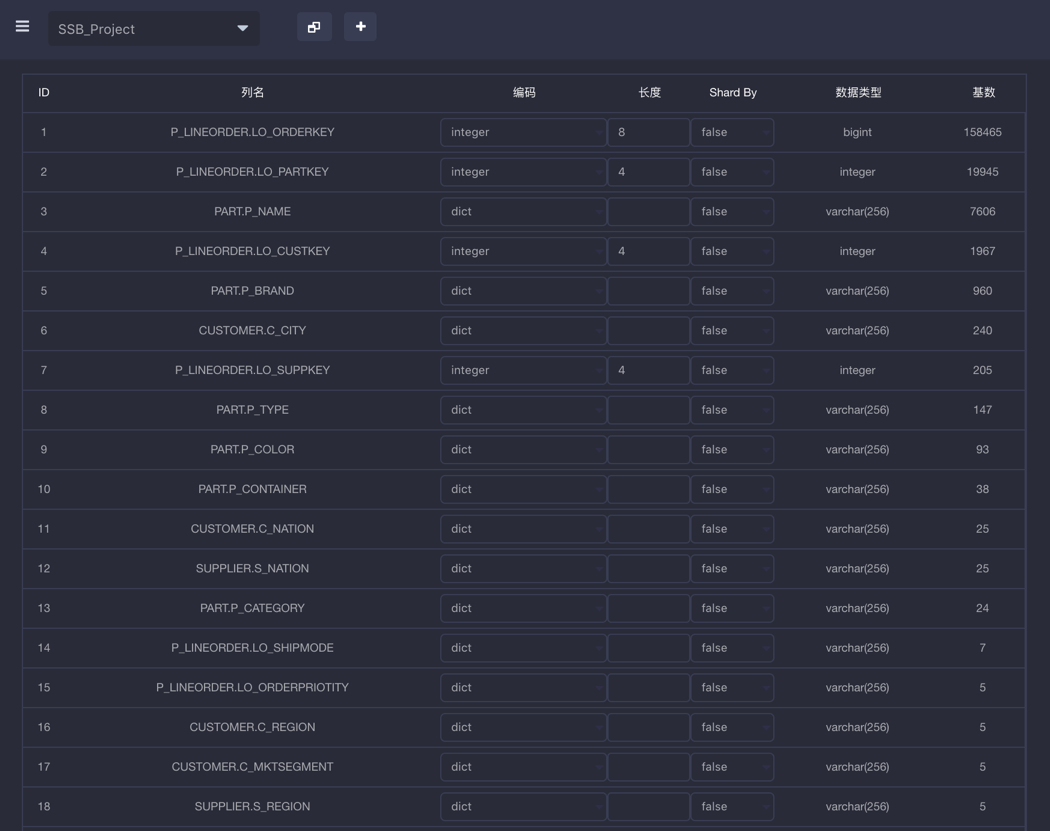 SSB_Project
ID 列名 编码 长度 Shard By 数据类型 基数
1 P_LINEORDER.LO_ORDERKEY integer 8 false bigint 158465
2 P_LINEORDER.LO_PARTKEY integer 4 false integer 19945
3 PART.P_NAME dict false varchar(256) 7606
4 P_LINEORDER.LO_CUSTKEY integer 4 false integer 1967
5 PART.P_BRAND dict false varchar(256) 960
6 CUSTOMER.C_CITY dict false varchar(256) 240
7 P_LINEORDER.LO_SUPPKEY integer 4 false integer 205
8 PART.P_TYPE dict false varchar(256) 147
9 PART.P_COLOR dict false varchar(256) 93
10 PART.P_CONTAINER dict false varchar(256) 38
11 CUSTOMER.C_NATION dict false varchar(256) 25
12 SUPPLIER.S_NATION dict false varchar(256) 25
13 PART.P_CATEGORY dict false varchar(256) 24
14 P_LINEORDER.LO_SHIPMODE dict false varchar(256) 7
15 P_LINEORDER.LO_ORDERPRIOTITY dict false varchar(256) 5
16 CUSTOMER.C_REGION dict false varchar(256) 5
17 CUSTOMER.C_MKTSEGMENT dict false varchar(256) 5
18 SUPPLIER.S_REGION dict false varchar(256) 5